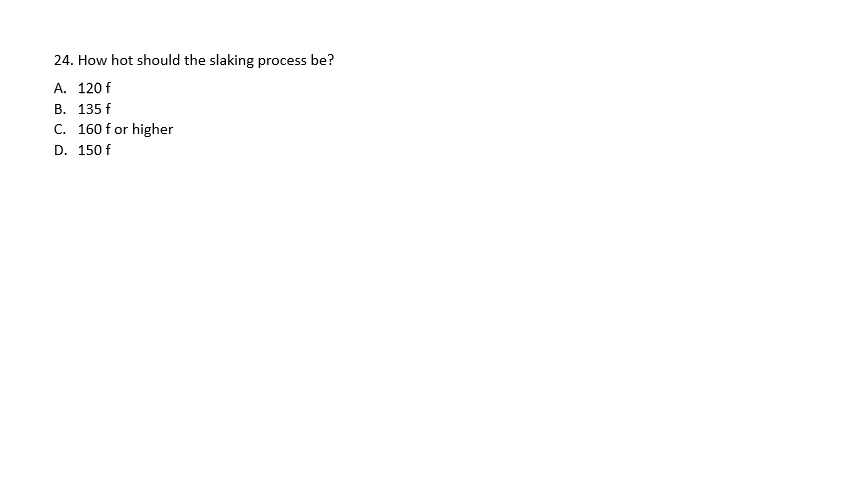 24. How hot should the slaking process be?
A. 120 f
B. 135 f
C. 160 f or higher
D. 150 f